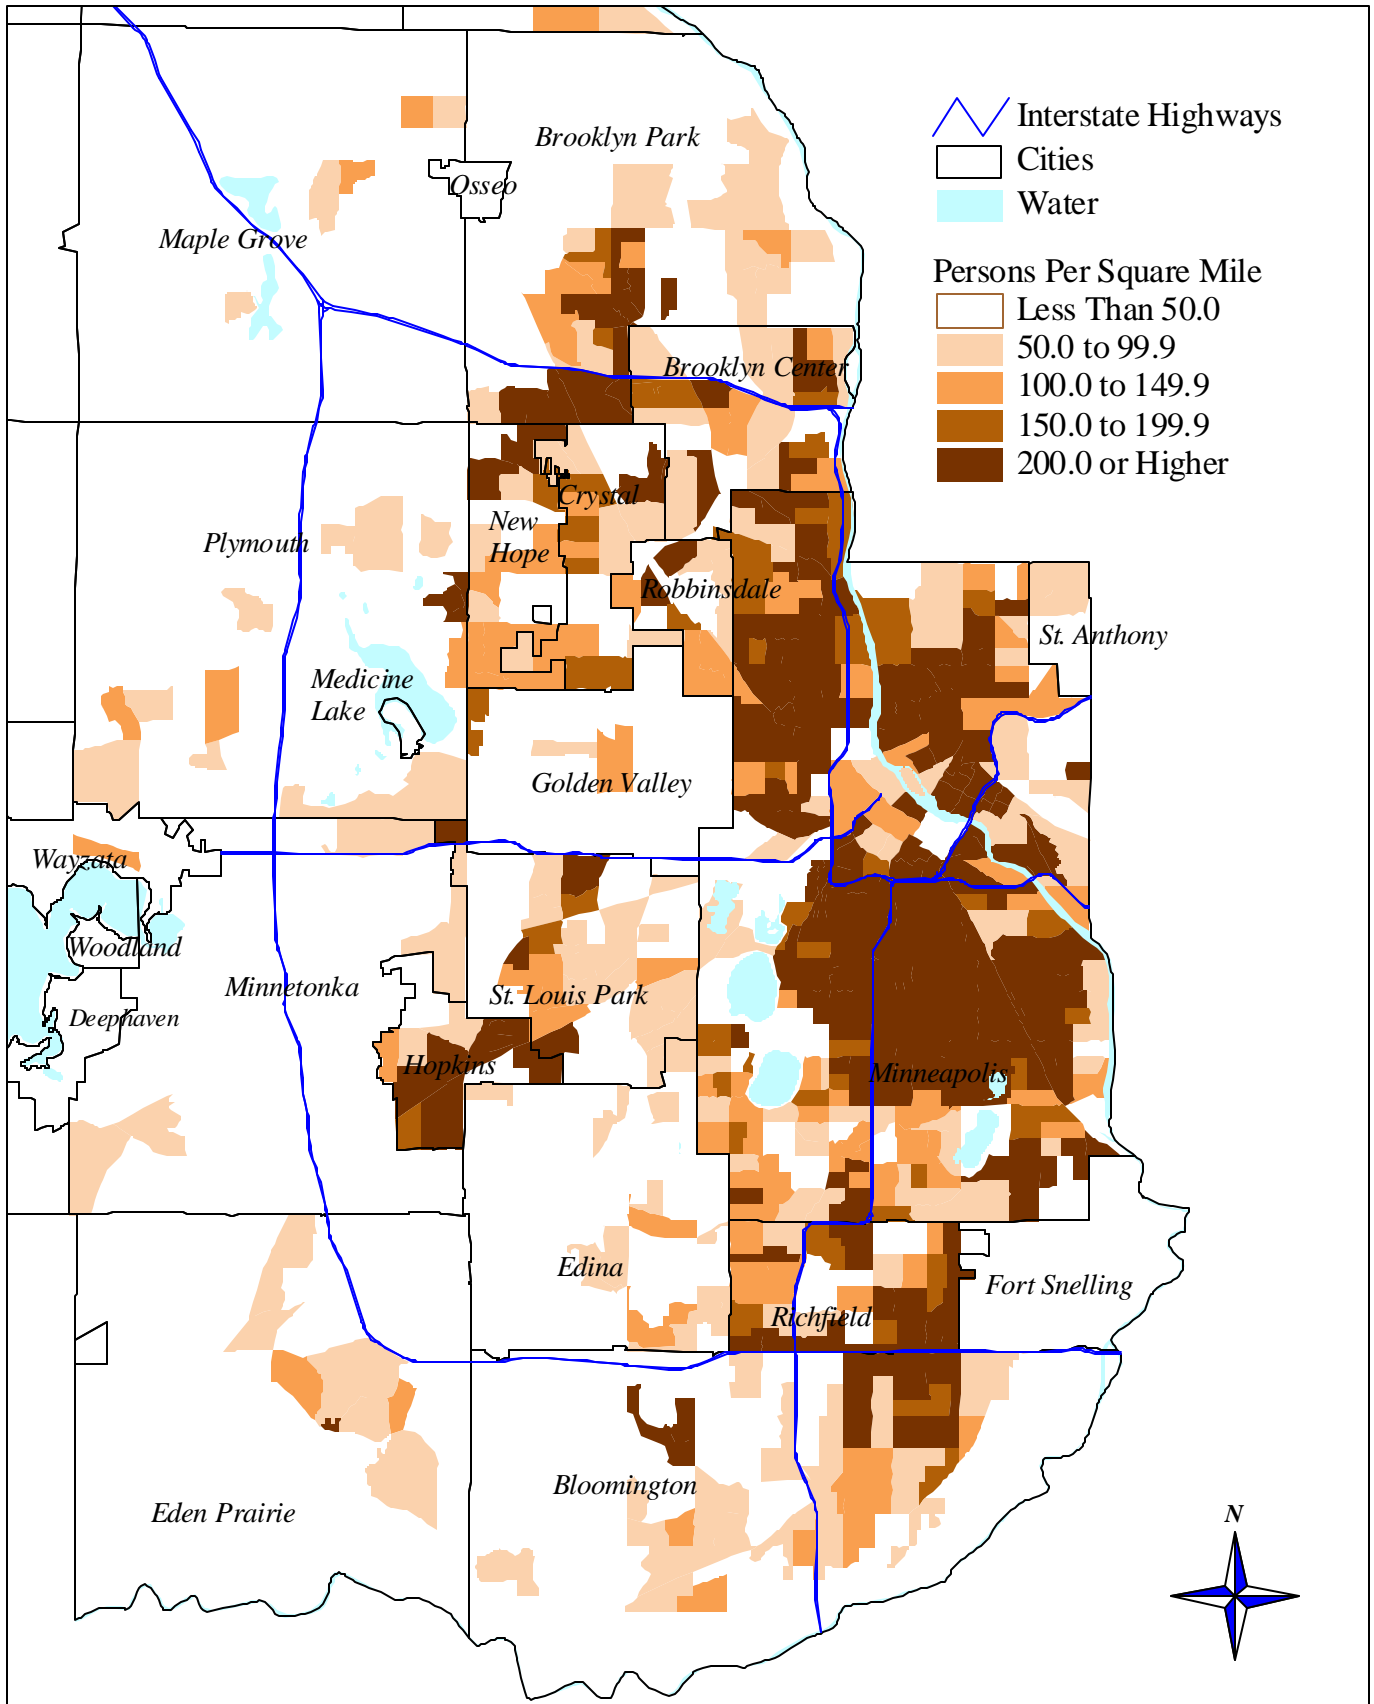 Interstate Highways
Cities
Water
Persons Per Square Mile
Less Than 50.0
50.0 to 99.9
100.0 to 149.9
150.0 to 199.9
200.0 or Higher
Brooklyn Park
Osseo
Maple Grove
Brooklyn Center
Crystal
New
Hope
Plymouth
Robbinsdale
St. Anthony
Medicine
Lake
Golden Valley
Wayzata
Woodland
Minnetonka
St. Louis Park
Deephaven
Hopkins
Minneapolis
Edina
Fort Snelling
Richfield
Bloomington
Eden Prairie
N